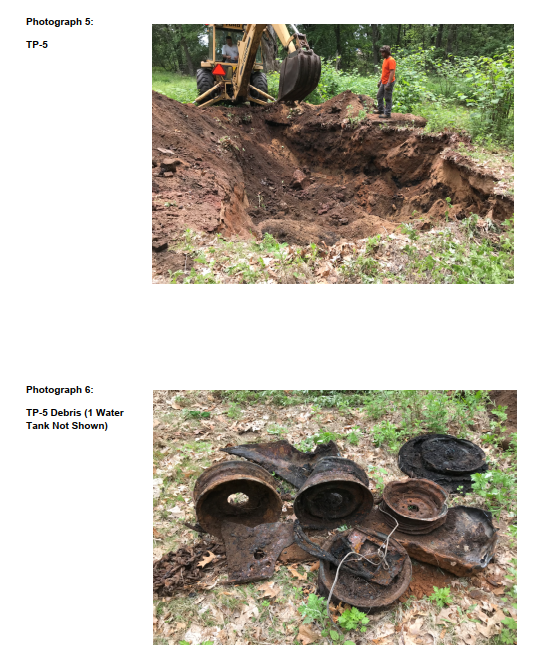 Photograph 5:
TP-5
Photograph 6:
TP-5 Debris (1 Water
Tank Not Shown)